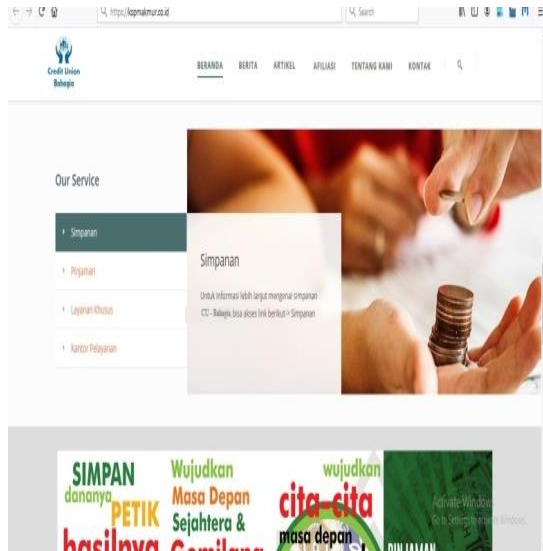 https://kopmakmur.co.id
Search
Credit Union
Bahagia
BERANDA BERITA ARTIKEL AFILIASI TENTANG KAMI KONTAK
Our Service
Simpanan
Pinjaman
Layanan Khusus
Kantor Pelayanan
Simpanan
Untuk informasi lebih lanjut mengenai simpanan
CU - Bahagia, bisa akses link berikut-> Simpanan
SIMPAN
dananya
PETIK
hasilnya
Wujudkan
Masa Depan
Sejahtera &
Gemilang
wujudkan
cita-cita
masa depan
PINJAMAN
Activate Windows
Go to Settings to activate Windows.